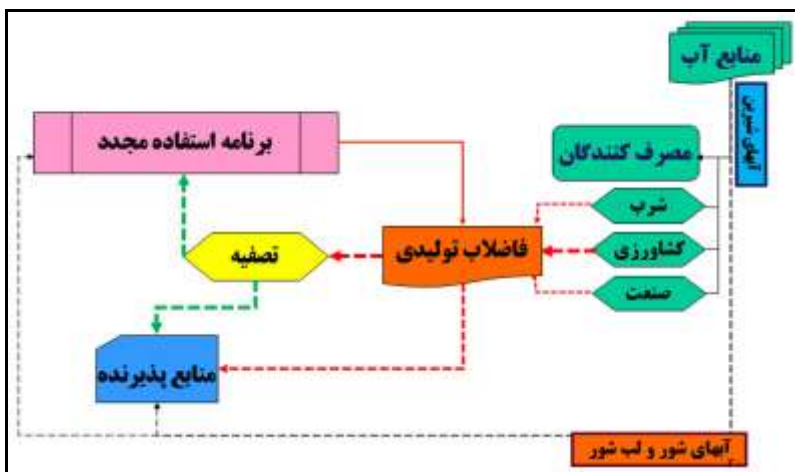 منابع آب
آبهای شیرین
برنامه استفاده مجدد
مصرف کنندگان
شرب
فاضلاب تولیدی
کشاورزی
تصفیه
صنعت
منابع پذیرنده
آبهای شور و لب شور